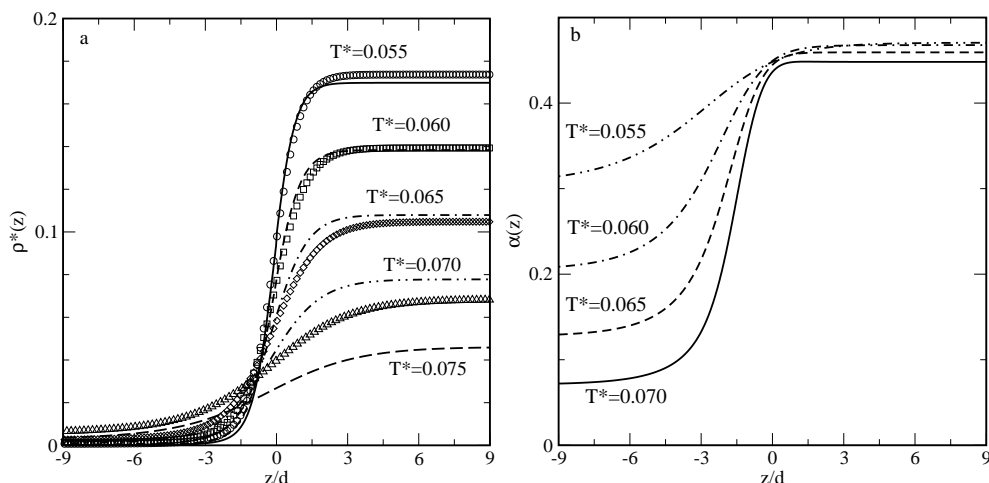 0.2
a
T*=0.055
T*=0.060
0.1
T*=0.065
T*=0.070
T*=0.075
0
ρ*(z)
-9 -6 -3 0 3 6 9
z/d
b
0.4
T*=0.055
T*=0.060
0.2
T*=0.065
T*=0.070
0
α(z)
-9 -6 -3 0 3 6 9
z/d